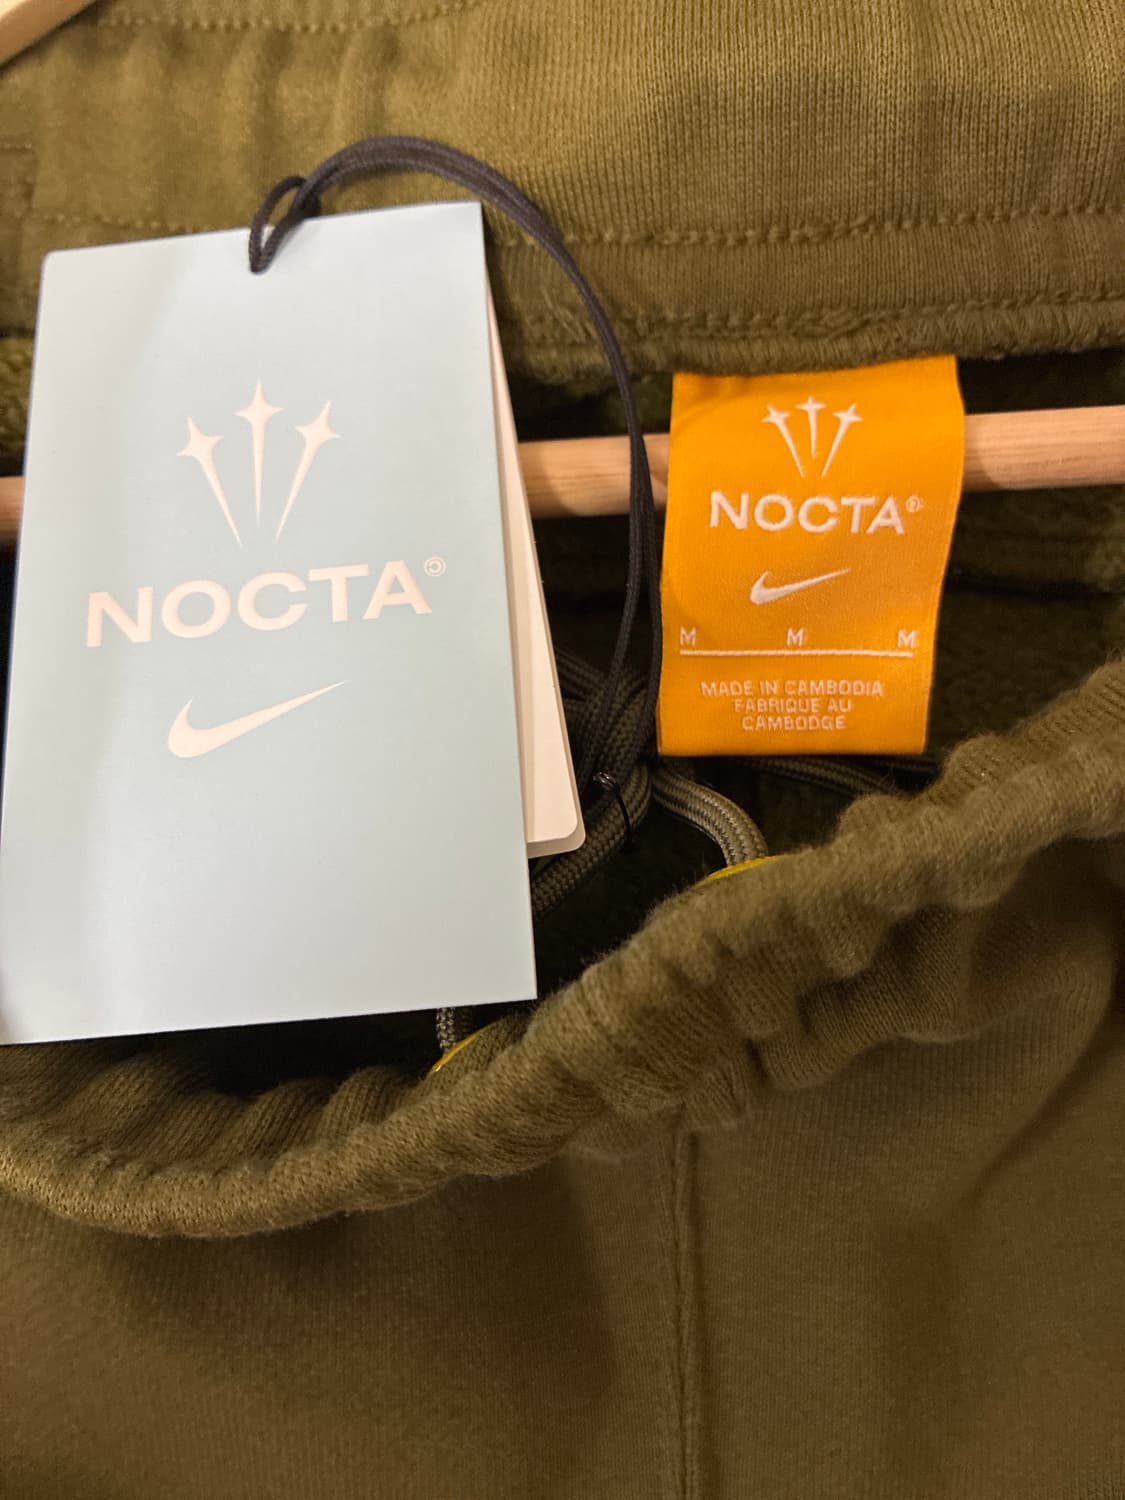 NOCTA©
NOCTA©
M M M
MADE IN CAMBODIA
FABRIQUE AU
CAMBODGE